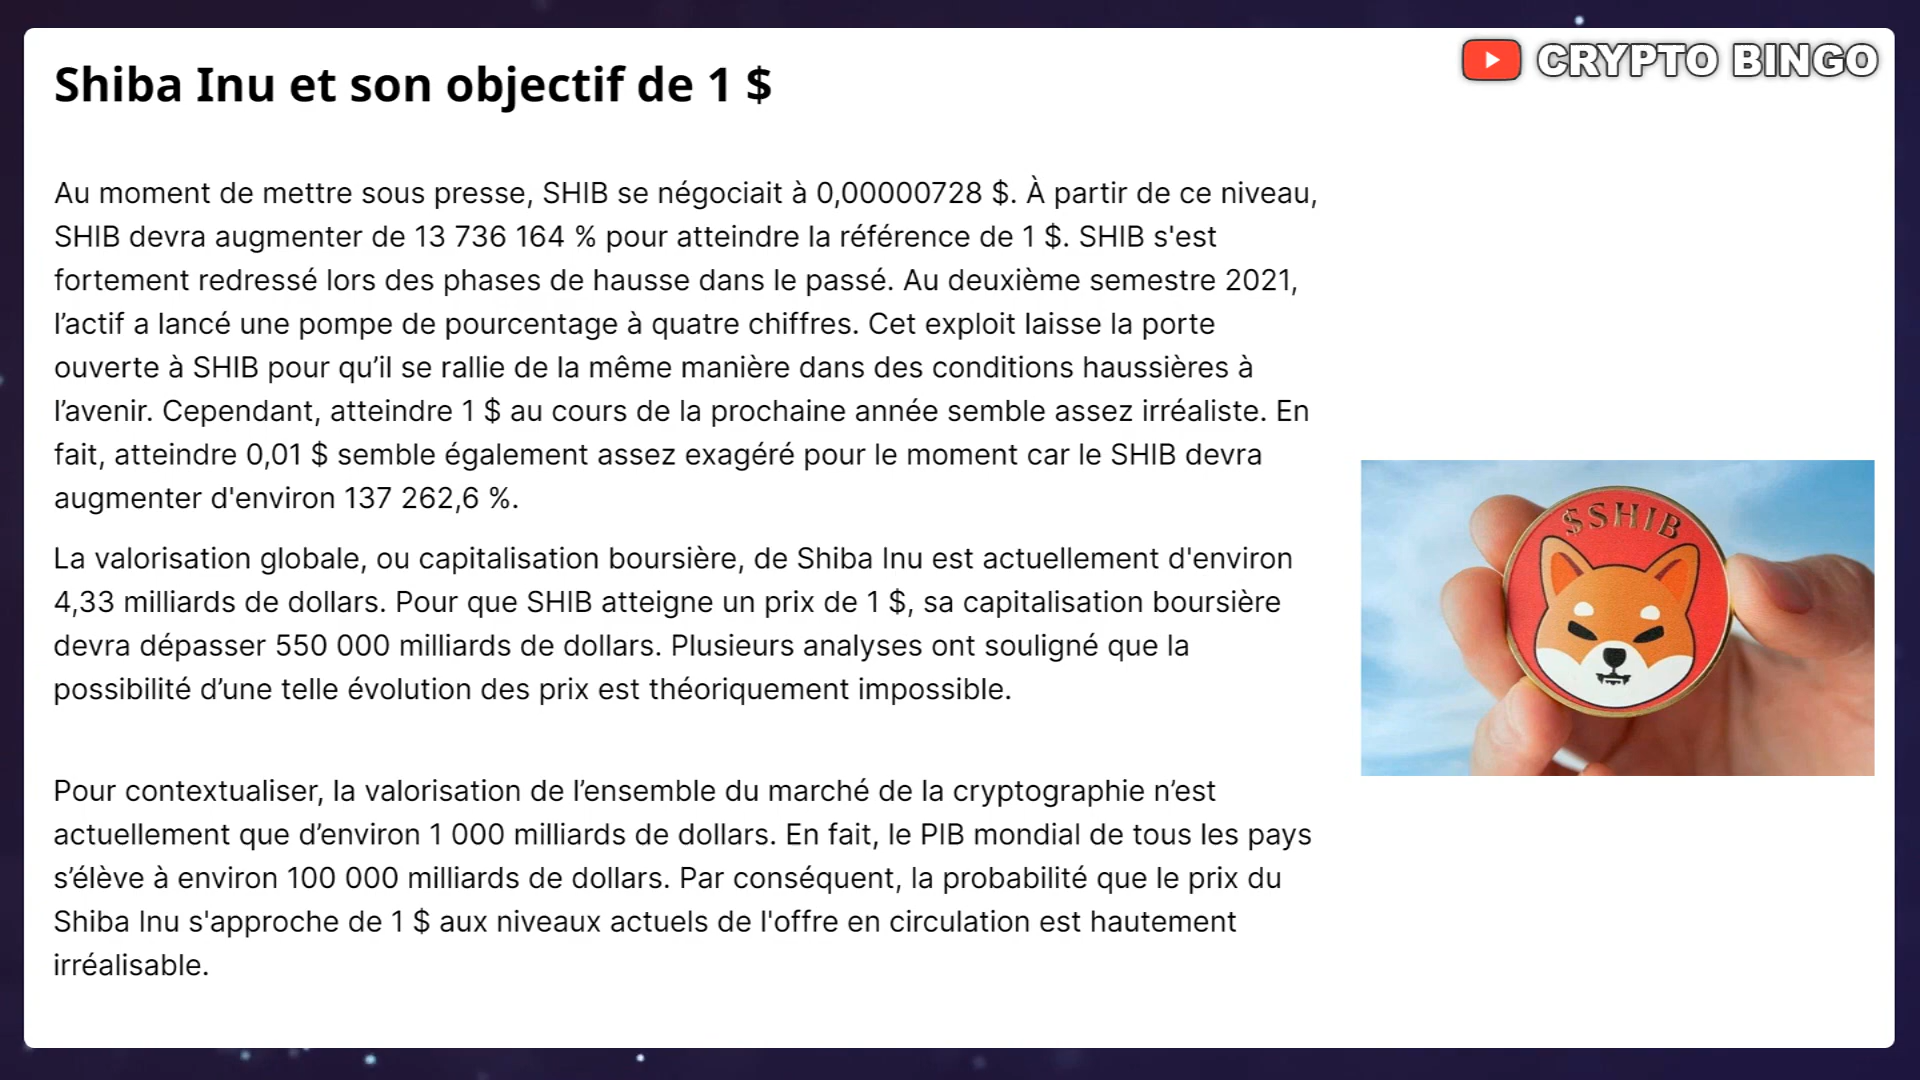 CRYPTO BINGO
Shiba Inu et son objectif de 1 $
Au moment de mettre sous presse, SHIB se négociait à 0,00000728 $. À partir de ce niveau,
SHIB devra augmenter de 13 736 164 % pour atteindre la référence de 1 $. SHIB s'est
fortement redressé lors des phases de hausse dans le passé. Au deuxième semestre 2021,
l’actif a lancé une pompe de pourcentage à quatre chiffres. Cet exploit laisse la porte
ouverte à SHIB pour qu’il se rallie de la même manière dans des conditions haussières à
l’avenir. Cependant, atteindre 1 $ au cours de la prochaine année semble assez irréaliste. En
fait, atteindre 0,01 $ semble également assez exagéré pour le moment car le SHIB devra
augmenter d'environ 137 262,6 %.
La valorisation globale, ou capitalisation boursière, de Shiba Inu est actuellement d'environ
4,33 milliards de dollars. Pour que SHIB atteigne un prix de 1 $, sa capitalisation boursière
devra dépasser 550 000 milliards de dollars. Plusieurs analyses ont souligné que la
possibilité d’une telle évolution des prix est théoriquement impossible.
Pour contextualiser, la valorisation de l’ensemble du marché de la cryptographie n’est
actuellement que d’environ 1 000 milliards de dollars. En fait, le PIB mondial de tous les pays
s’élève à environ 100 000 milliards de dollars. Par conséquent, la probabilité que le prix du
Shiba Inu s'approche de 1 $ aux niveaux actuels de l'offre en circulation est hautement
irréalisable.
$SHIB